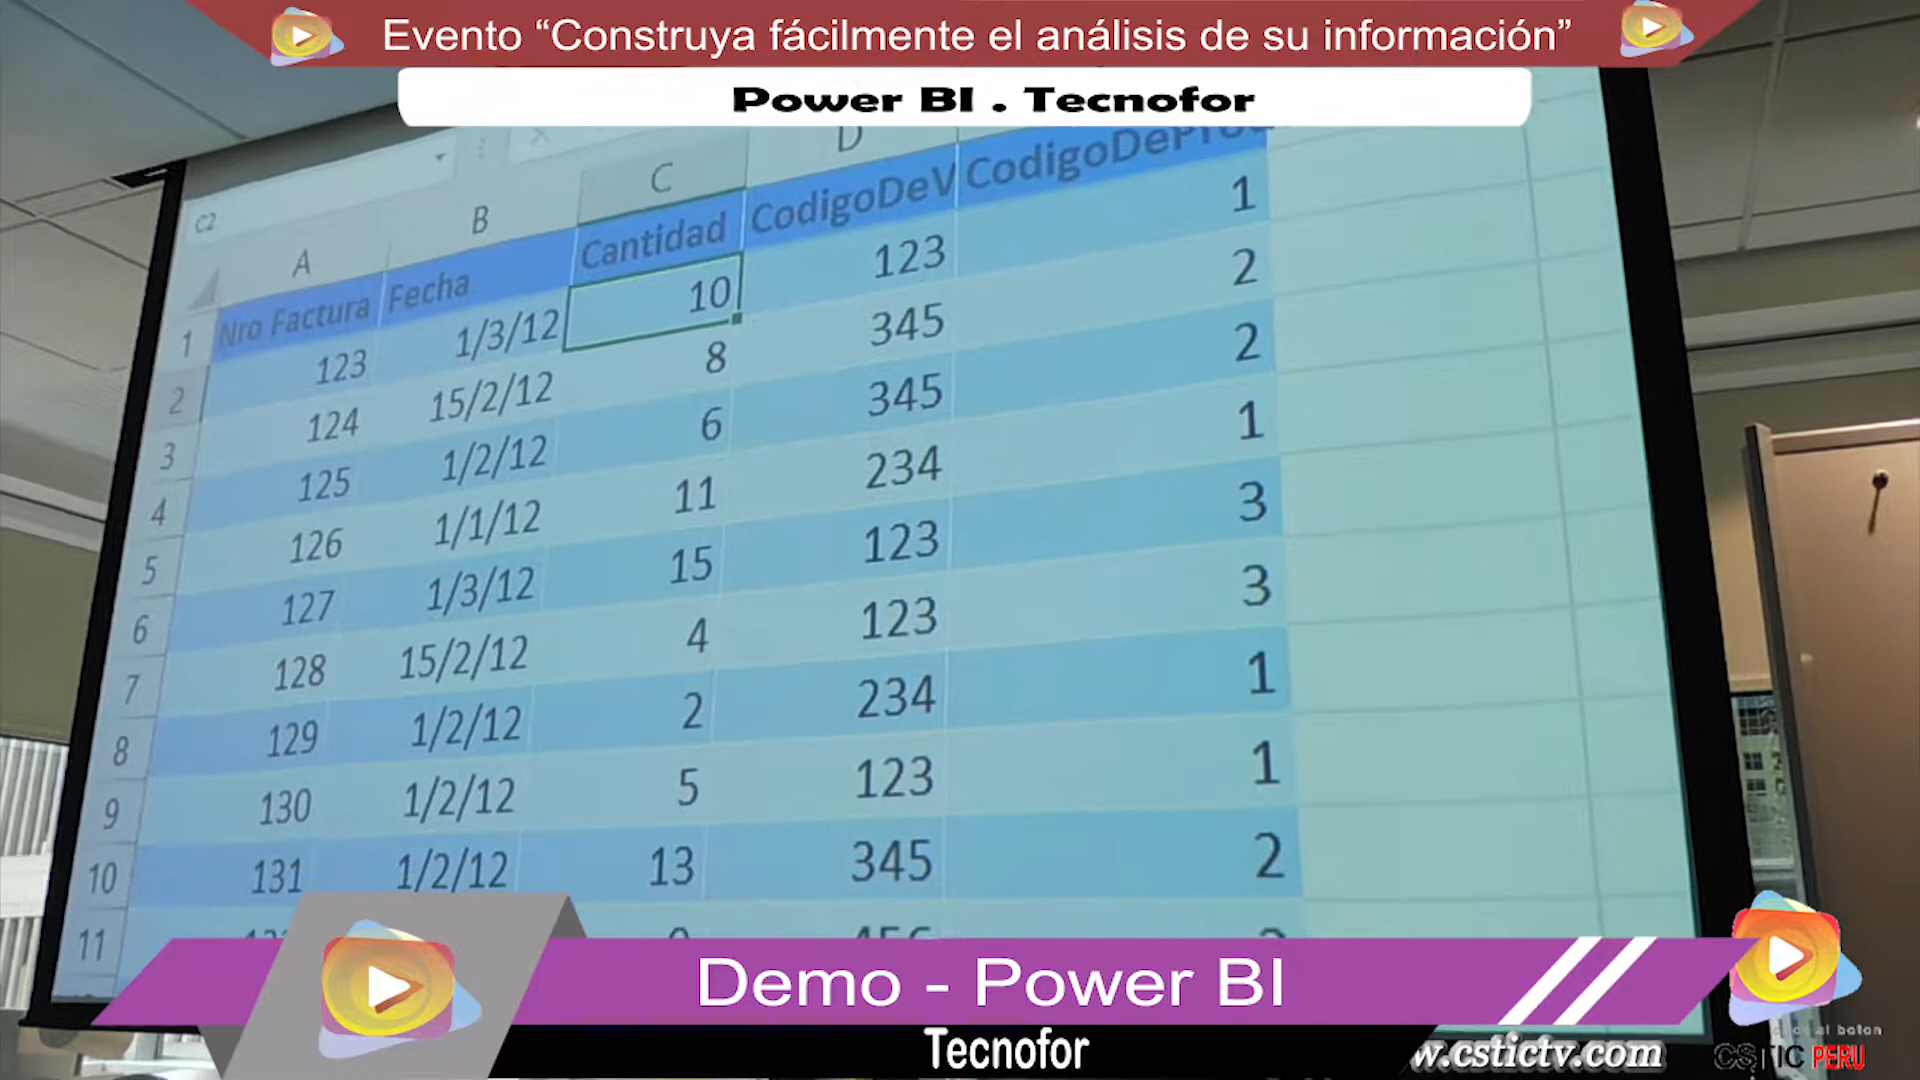 Evento “Construya fácilmente el análisis de su información”
Power BI . Tecnofor
C2
A B C D
1 Nro Factura Fecha Cantidad
2 123 1/3/12 10 123 1
3 124 15/2/12 8 345 2
4 125 1/2/12 6 345 2
5 126 1/1/12 11 234 1
6 127 1/3/12 15 123 3
7 128 15/2/12 4 123 3
8 129 1/2/12 2 234 1
9 130 1/2/12 5 123 1
10 131 1/2/12 13 345 2
11
Demo - Power BI
Tecnofor
w.cstictv.com
CSTIC PERU